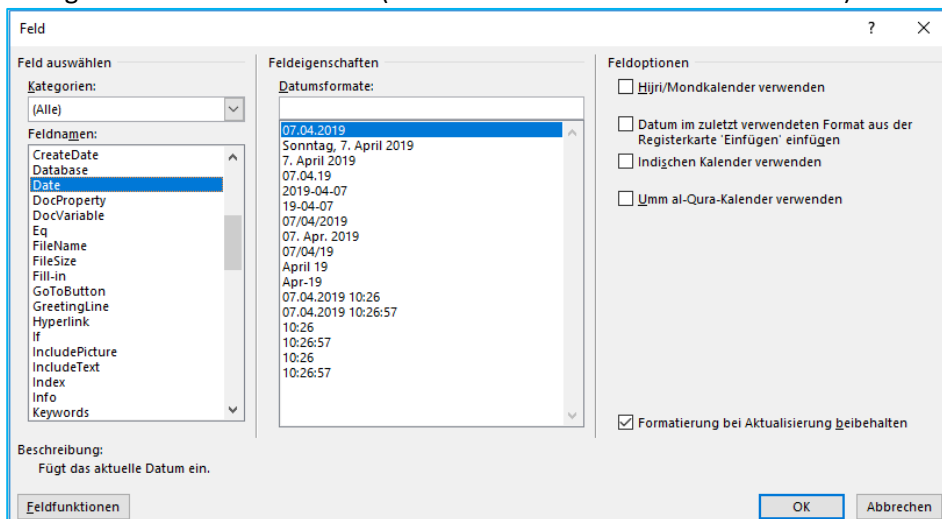 Feld ? ✕
Feld auswählen
Kategorien:
(Alle)
Feldnamen:
CreateDate
Database
Date
DocProperty
DocVariable
Eq
FileName
FileSize
Fill-in
GoToButton
GreetingLine
Hyperlink
If
IncludePicture
IncludeText
Index
Info
Keywords
Feldeigenschaften
Datumsformate:
07.04.2019
Sonntag, 7. April 2019
7. April 2019
07.04.19
2019-04-07
19-04-07
07/04/2019
07. Apr. 2019
07/04/19
April 19
Apr-19
07.04.2019 10:26
07.04.2019 10:26:57
10:26
10:26:57
10:26
10:26:57
Feldoptionen
Hijri/Mondkalender verwenden
Datum im zuletzt verwendeten Format aus der
Registerkarte 'Einfügen' einfügen
Indischen Kalender verwenden
Umm al-Qura-Kalender verwenden
Formatierung bei Aktualisierung beibehalten
Beschreibung:
Fügt das aktuelle Datum ein.
Feldfunktionen
OK
Abbrechen